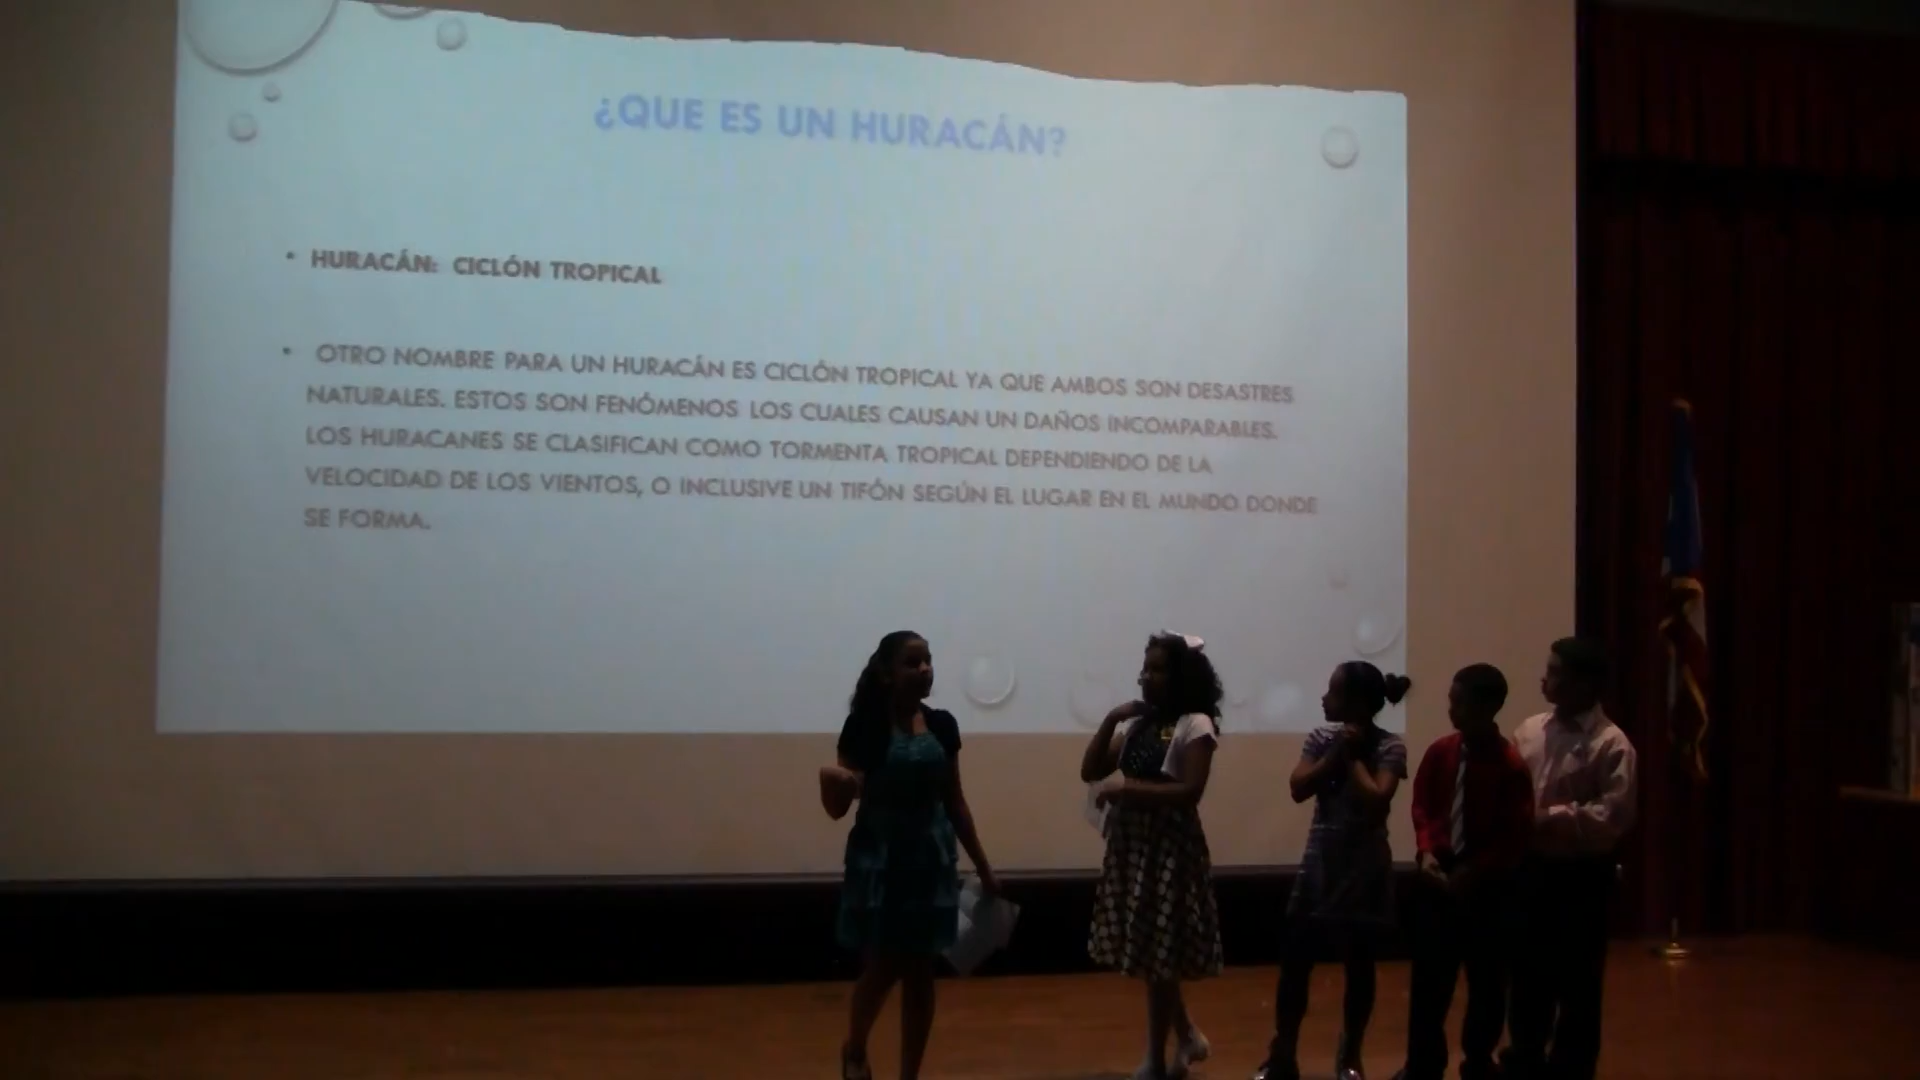 ¿QUE ES UN HURACÁN?
• HURACÁN: CICLÓN TROPICAL
• OTRO NOMBRE PARA UN HURACÁN ES CICLÓN TROPICAL YA QUE AMBOS SON DESASTRES
NATURALES. ESTOS SON FENÓMENOS LOS CUALES CAUSAN UN DAÑOS INCOMPARABLES.
LOS HURACANES SE CLASIFICAN COMO TORMENTA TROPICAL DEPENDIENDO DE LA
VELOCIDAD DE LOS VIENTOS, O INCLUSIVE UN TIFÓN SEGÚN EL LUGAR EN EL MUNDO DONDE
SE FORMA.